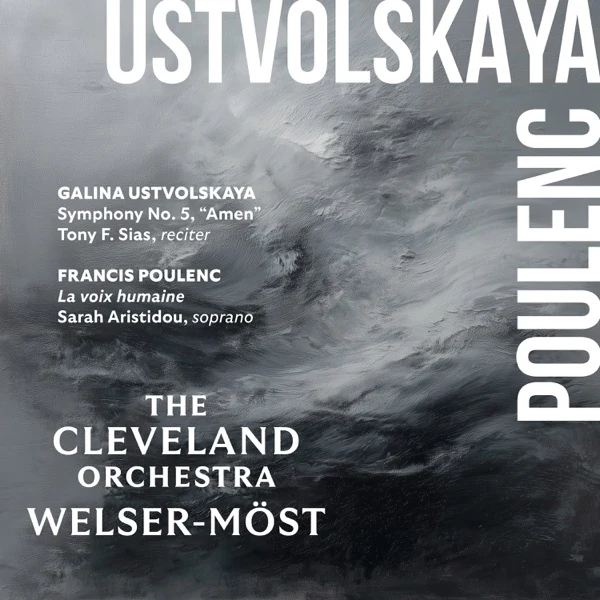 USTVOLSKAYA
POULENC
GALINA USTVOLSKAYA
Symphony No. 5, “Amen”
Tony F. Sias, reciter
FRANCIS POULENC
La voix humaine
Sarah Aristidou, soprano
THE
CLEVELAND
ORCHESTRA
WELSER-MÖST